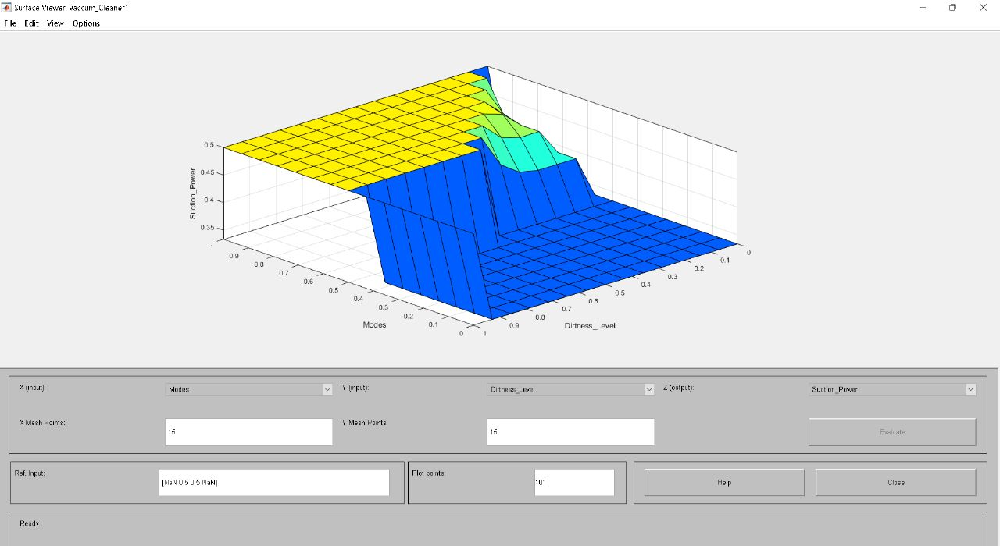 Surface Viewer: Vaccum_Cleaner1
File Edit View Options
0.5
0.45
0.4
0.35
Suction_Power
1
0.9
0.8
0.7
0.6
0.5
0.4
0.3
0.2
0.1
0
Modes
1
0.9
0.8
0.7
0.6
0.5
0.4
0.3
0.2
0.1
0
Dirtness_Level
X (input): Modes Y (input): Dirtness_Level Z (output): Suction_Power
X Mesh Points: 15 Y Mesh Points: 15 Evaluate
Ref. Input: [NaN 0.5 0.5 NaN] Plot points: 101 Help Close
Ready